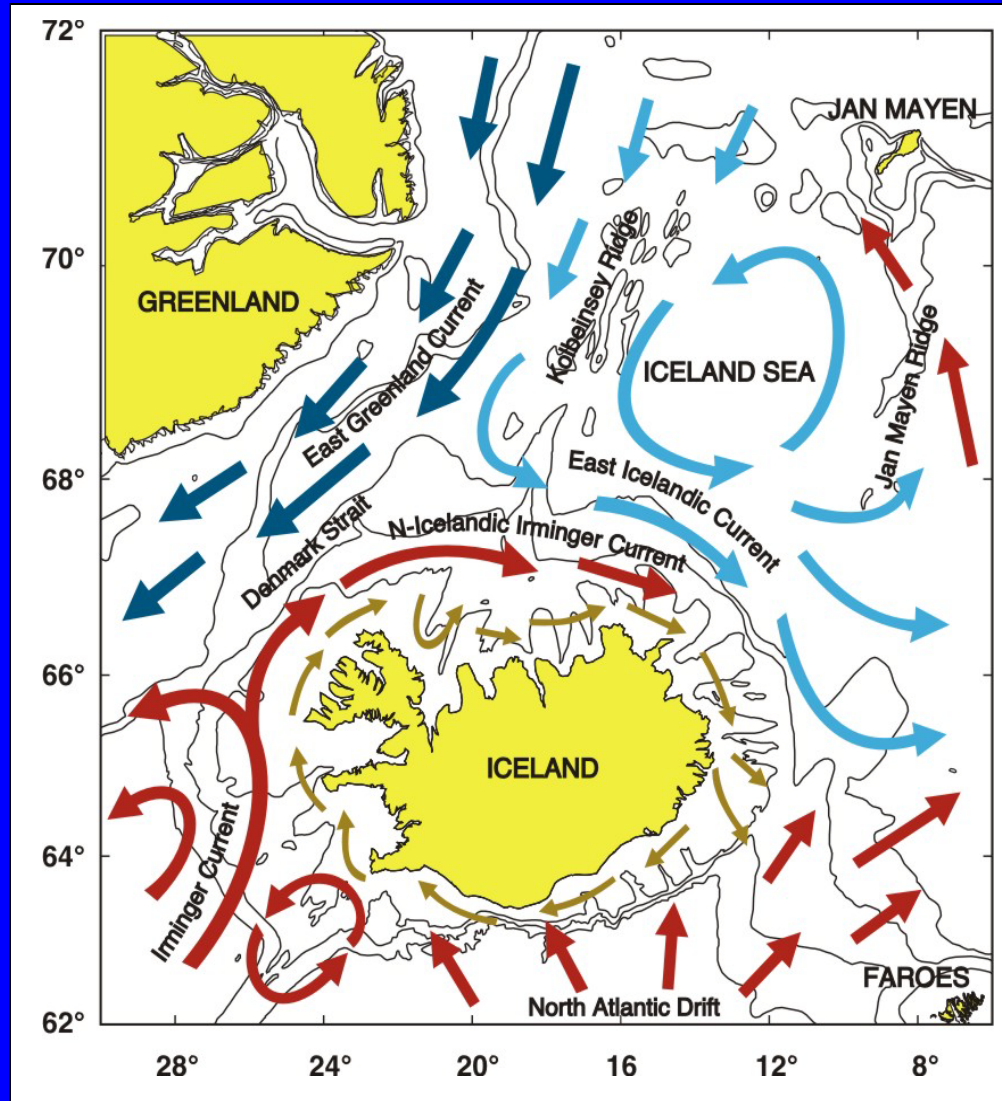 72°
JAN MAYEN
70°
GREENLAND
Kolbeinsey Ridge
East Greenland Current
ICELAND SEA
Jan Mayen Ridge
68°
East Icelandic Current
N-Icelandic Irminger Current
Denmark Strait
66°
ICELAND
64°
Irminger Current
FAROES
North Atlantic Drift
62°
28° 24° 20° 16° 12° 8°